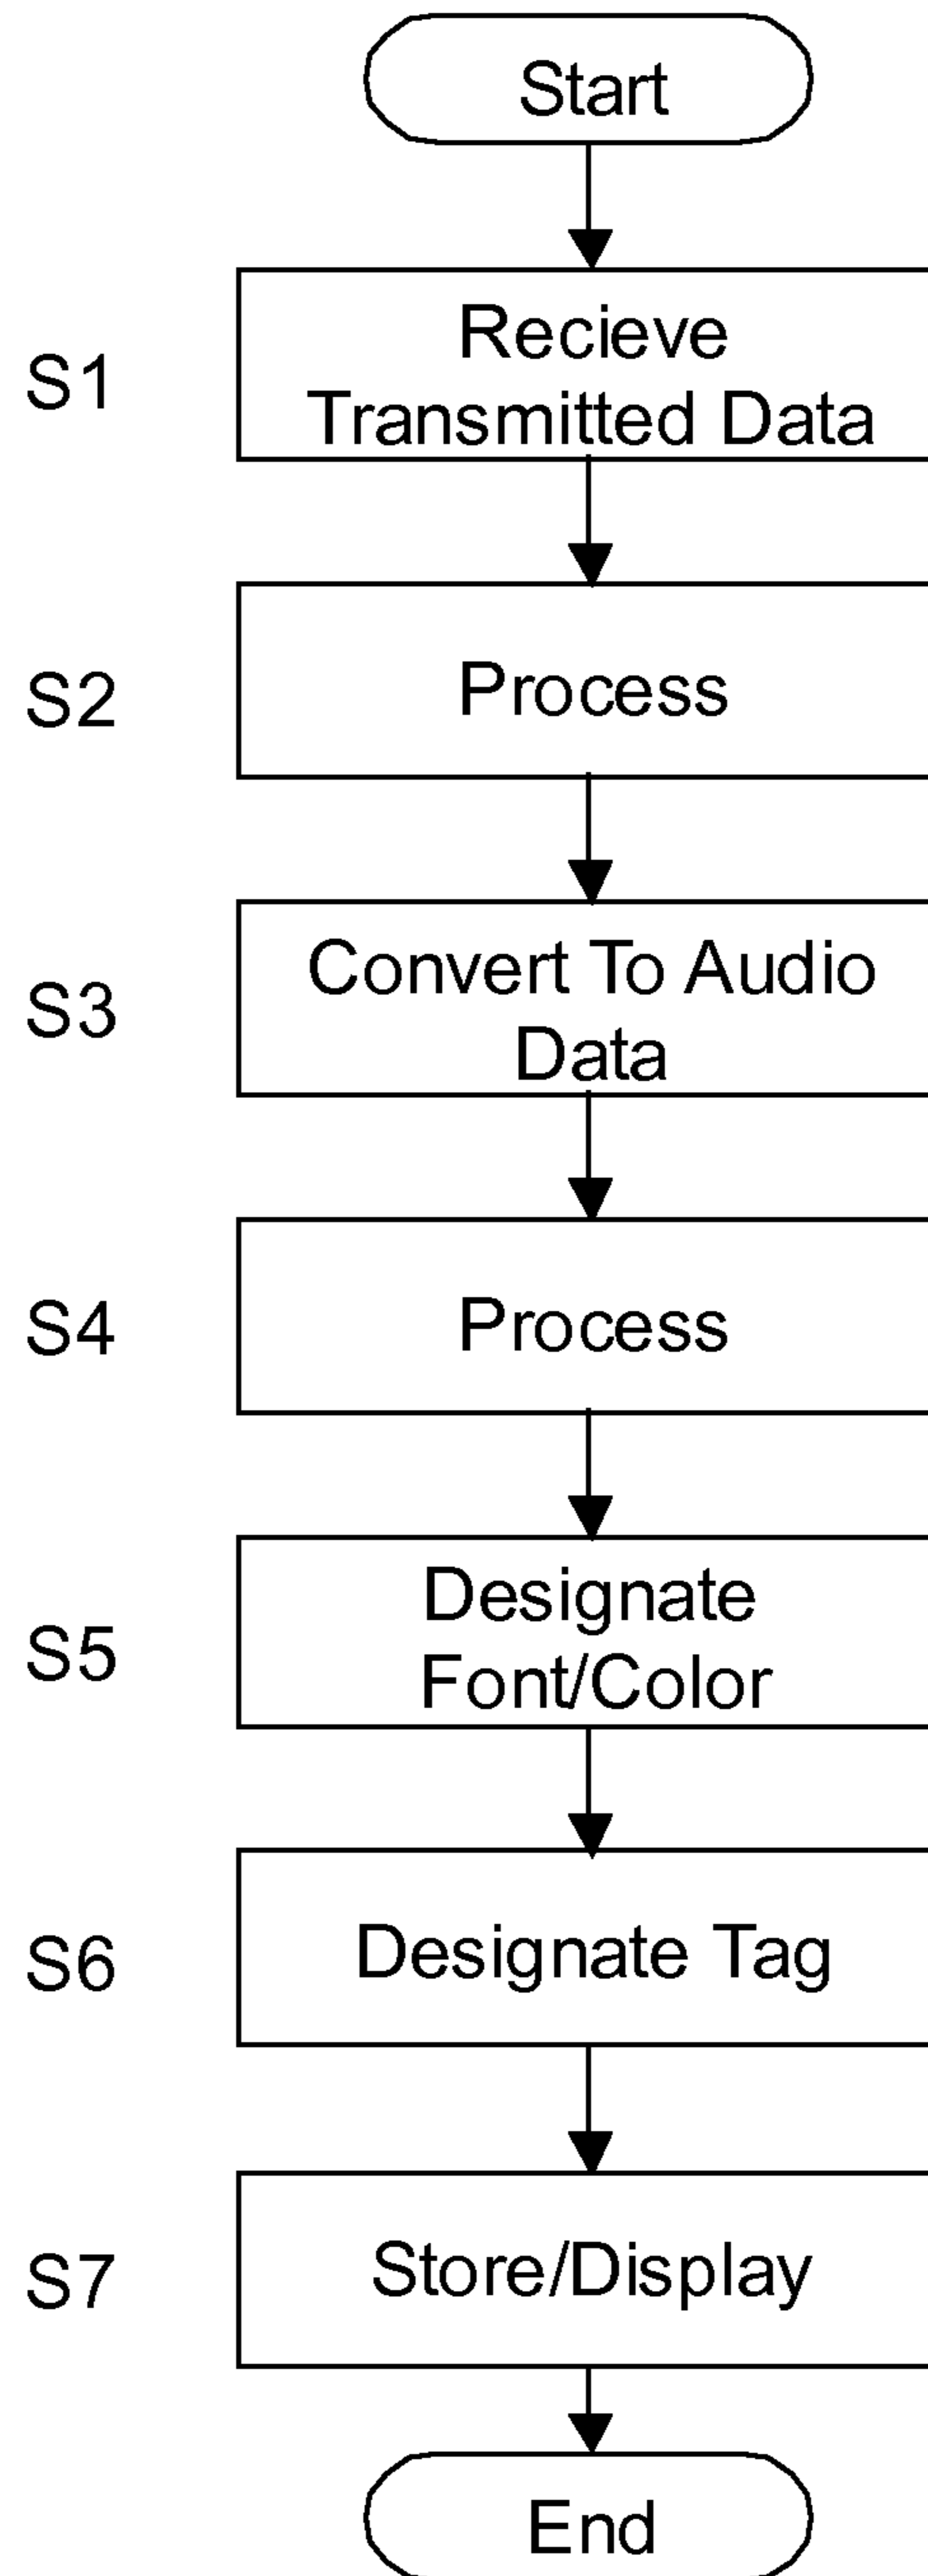 Start
S1
Recieve
Transmitted Data
S2
Process
S3
Convert To Audio
Data
S4
Process
S5
Designate
Font/Color
S6
Designate Tag
S7
Store/Display
End